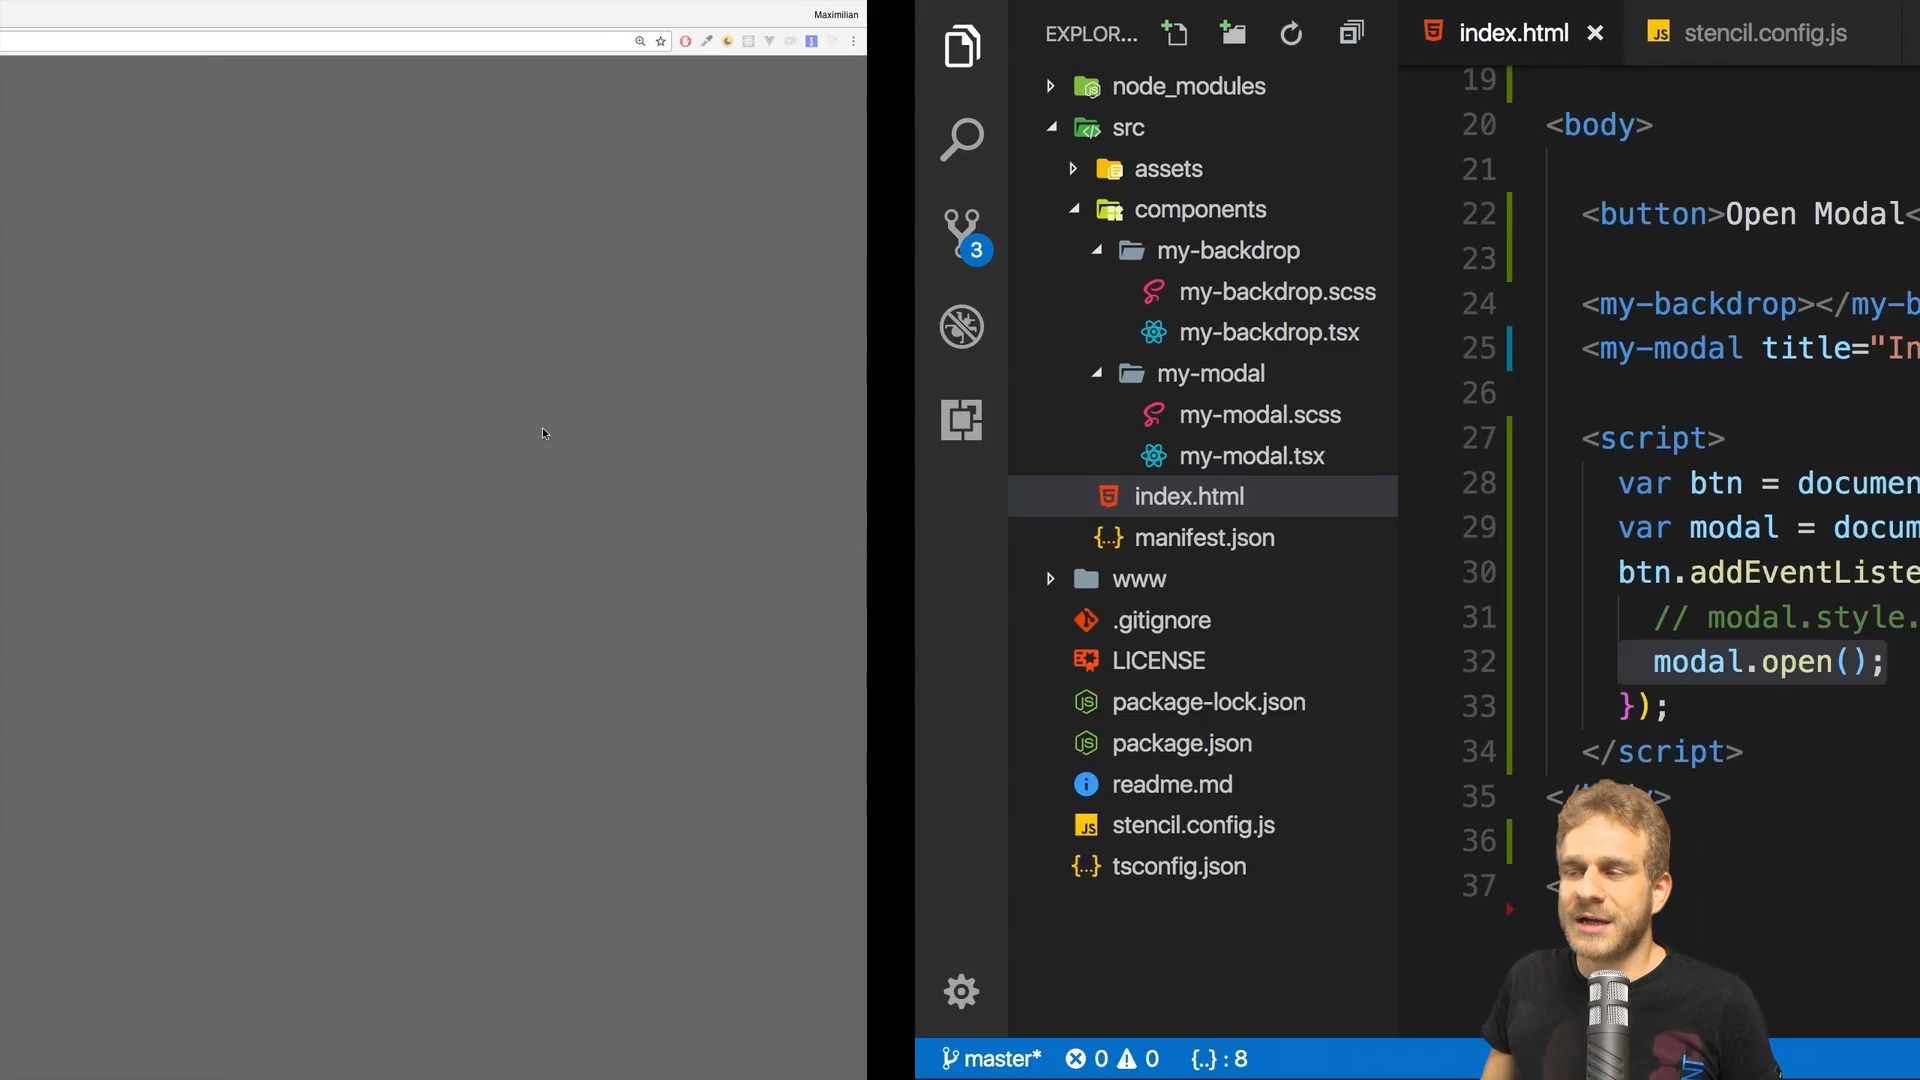 Maximilian
EXPLOR...
node_modules
src
assets
components
my-backdrop
my-backdrop.scss
my-backdrop.tsx
my-modal
my-modal.scss
my-modal.tsx
index.html
manifest.json
www
.gitignore
LICENSE
package-lock.json
package.json
readme.md
stencil.config.js
tsconfig.json
3
index.html
JS stencil.config.js
19
20 <body>
21
22 <button>Open Modal<
23
24 <my-backdrop></my-b
25 <my-modal title="In
26
27 <script>
28 var btn = documen
29 var modal = docum
30 btn.addEventListe
31 // modal.style.
32 modal.open();
33 });
34 </script>
35 </
36
37 <
master* 0 0 {..} : 8